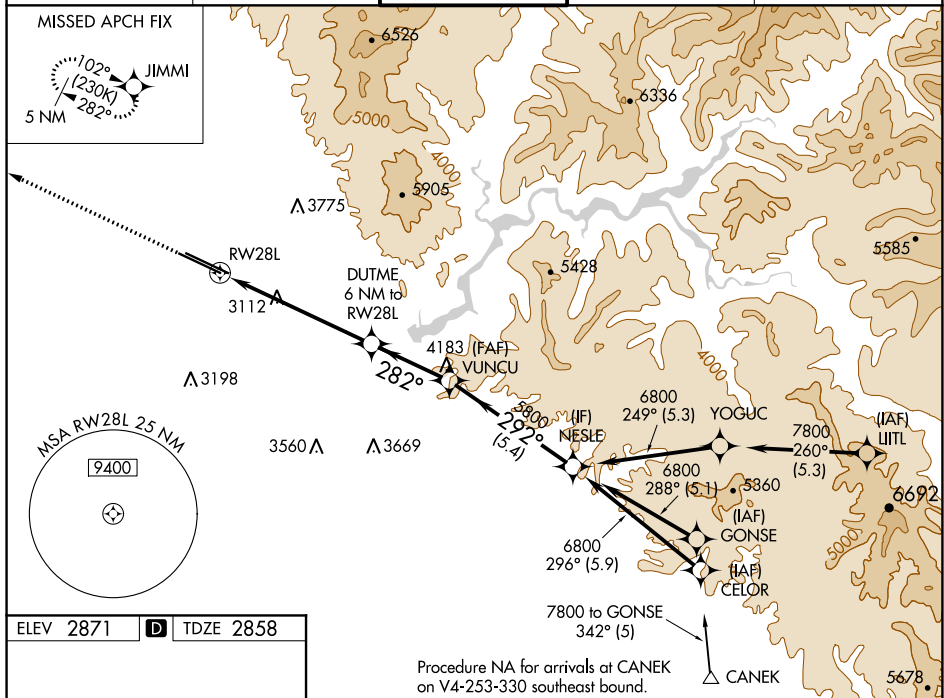 MISSED APCH FIX
102°
(230K)
282°
5 NM
JIMMI
6526
6336
5000
4000
5905
3775
5585
RW28L
DUTME
6 NM to
RW28L
5428
3112
4183 (FAF)
VUNCU
282°
4000
3198
5800
292°
(5.4)
(IF)
NESLE
6800
249° (5.3)
YOGUC
7800
260°
(5.3)
(IAF)
LIITL
MSA RW28L 25 NM
9400
3560
3669
6800
288° (5.1)
5360
6692
(IAF)
GONSE
5000
6800
296° (5.9)
(IAF)
CELOR
7800 to GONSE
342° (5)
ELEV 2871 D TDZE 2858
Procedure NA for arrivals at CANEK
on V4-253-330 southeast bound.
CANEK
5678